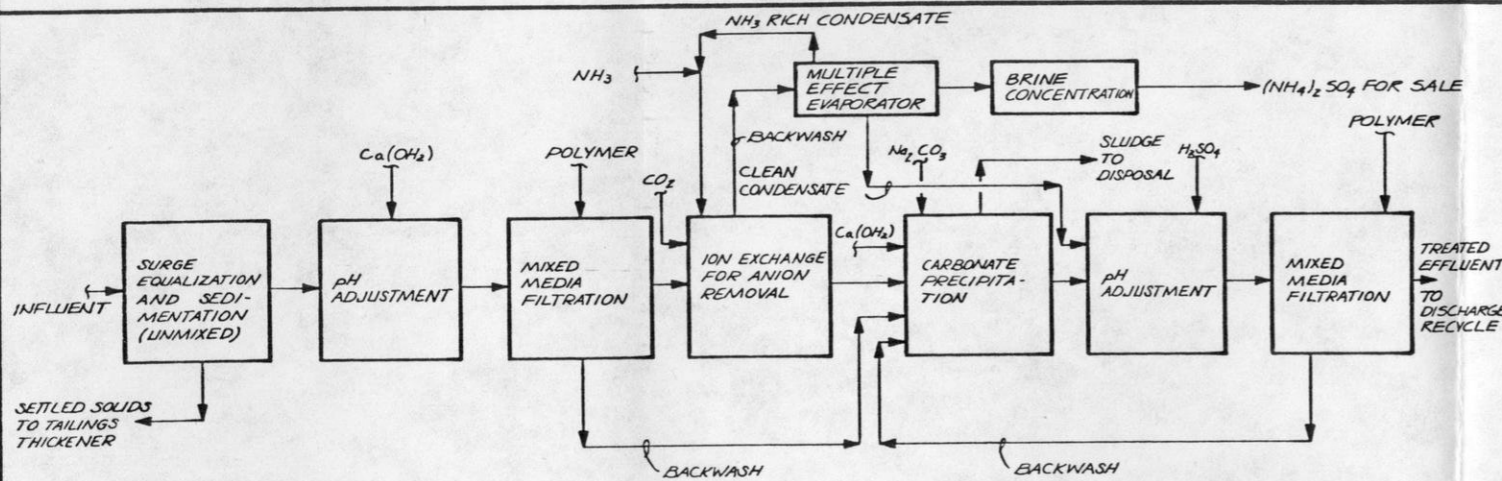 NH3 RICH CONDENSATE
NH3
MULTIPLE
EFFECT
EVAPORATOR
BRINE
CONCENTRATION
(NH4)2 SO4 FOR SALE
BACKWASH
CLEAN
CONDENSATE
POLYMER
Ca(OH2)
POLYMER
CO2
Na2CO3
SLUDGE
TO
DISPOSAL
H2SO4
Ca(OH2)
INFLUENT
SURGE
EQUALIZATION
AND SEDI-
MENTATION
(UNMIXED)
pH
ADJUSTMENT
MIXED
MEDIA
FILTRATION
ION EXCHANGE
FOR ANION
REMOVAL
CARBONATE
PRECIPITA-
TION
pH
ADJUSTMENT
MIXED
MEDIA
FILTRATION
TREATED
EFFLUENT
TO
DISCHARGE
RECYCLE
SETTLED SOLIDS
TO TAILINGS
THICKENER
BACKWASH
BACKWASH